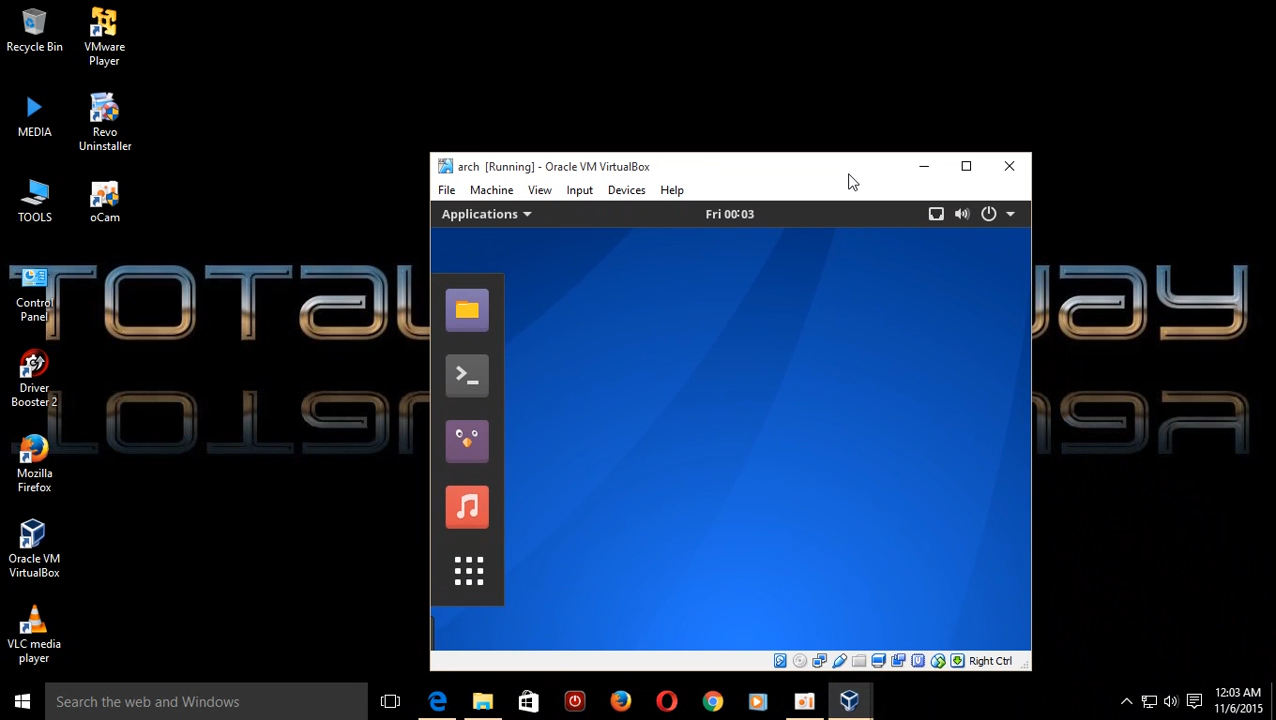 Recycle Bin
VMware
Player
MEDIA
Revo
Uninstaller
TOOLS
oCam
Control
Panel
Driver
Booster 2
Mozilla
Firefox
Oracle VM
VirtualBox
VLC media
player
arch [Running] - Oracle VM VirtualBox
File Machine View Input Devices Help
Applications
Fri 00:03
Right Ctrl
Search the web and Windows
12:03 AM
11/6/2015